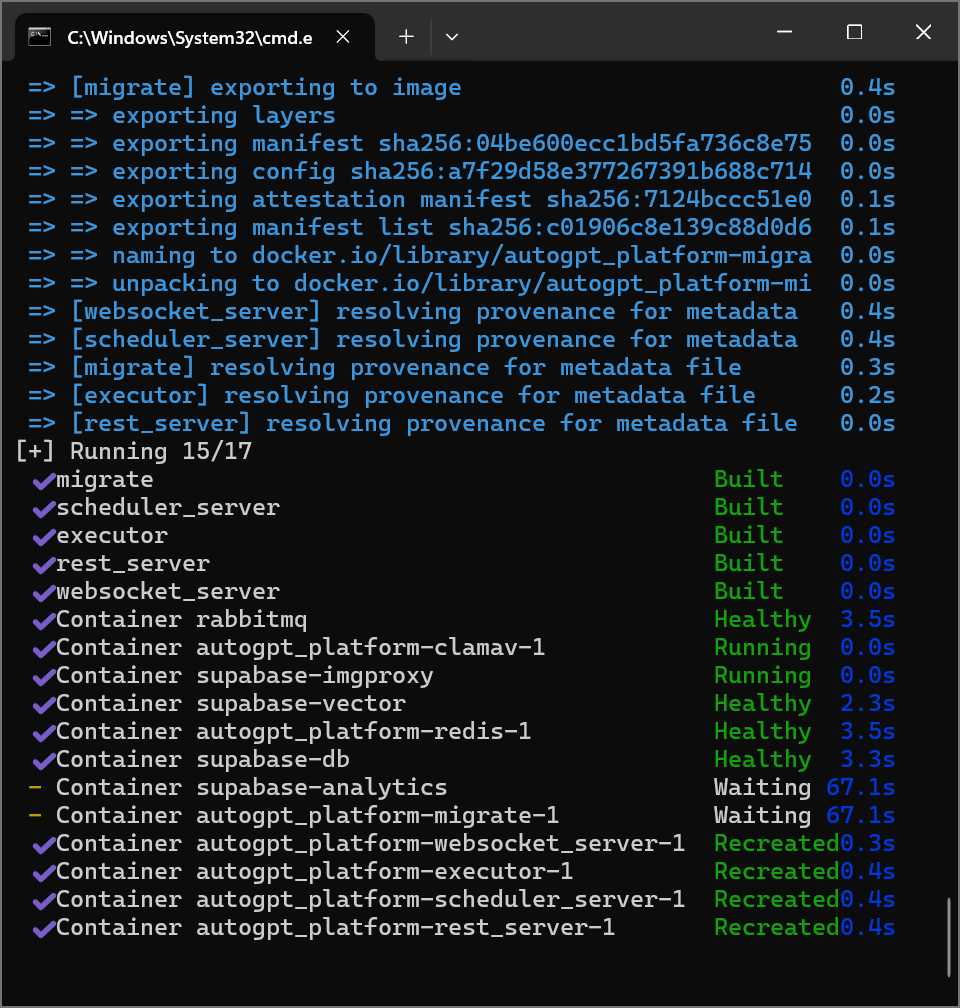 C:\Windows\System32\cmd.e
=> [migrate] exporting to image 0.4s
=> => exporting layers 0.0s
=> => exporting manifest sha256:04be600ecc1bd5fa736c8e75 0.0s
=> => exporting config sha256:a7f29d58e377267391b688c714 0.0s
=> => exporting attestation manifest sha256:7124bccc51e0 0.1s
=> => exporting manifest list sha256:c01906c8e139c88d0d6 0.1s
=> => naming to docker.io/library/autogpt_platform-migra 0.0s
=> => unpacking to docker.io/library/autogpt_platform-mi 0.0s
=> [websocket_server] resolving provenance for metadata 0.4s
=> [scheduler_server] resolving provenance for metadata 0.4s
=> [migrate] resolving provenance for metadata file 0.3s
=> [executor] resolving provenance for metadata file 0.2s
=> [rest_server] resolving provenance for metadata file 0.0s
[+] Running 15/17
✔migrate Built 0.0s
✔scheduler_server Built 0.0s
✔executor Built 0.0s
✔rest_server Built 0.0s
✔websocket_server Built 0.0s
✔Container rabbitmq Healthy 3.5s
✔Container autogpt_platform-clamav-1 Running 0.0s
✔Container supabase-imgproxy Running 0.0s
✔Container supabase-vector Healthy 2.3s
✔Container autogpt_platform-redis-1 Healthy 3.5s
✔Container supabase-db Healthy 3.3s
- Container supabase-analytics Waiting 67.1s
- Container autogpt_platform-migrate-1 Waiting 67.1s
✔Container autogpt_platform-websocket_server-1 Recreated0.3s
✔Container autogpt_platform-executor-1 Recreated0.4s
✔Container autogpt_platform-scheduler_server-1 Recreated0.4s
✔Container autogpt_platform-rest_server-1 Recreated0.4s